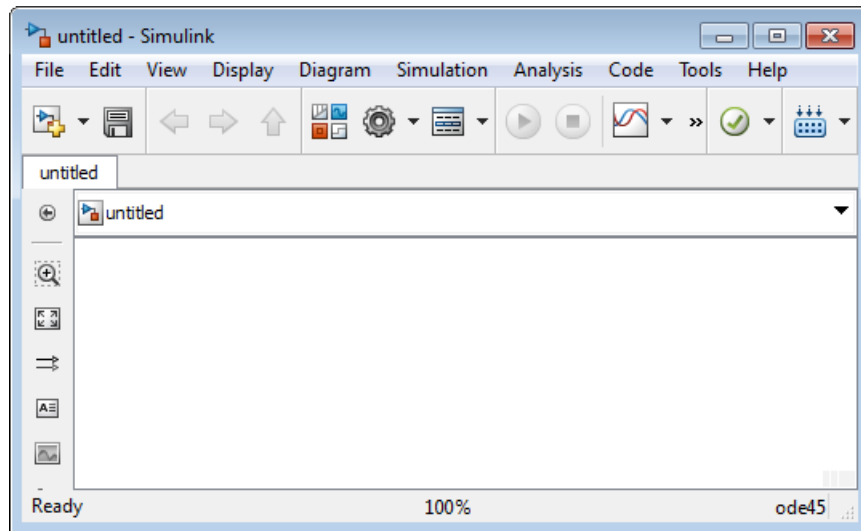 untitled - Simulink
File Edit View Display Diagram Simulation Analysis Code Tools Help
untitled
untitled
Ready 100% ode45